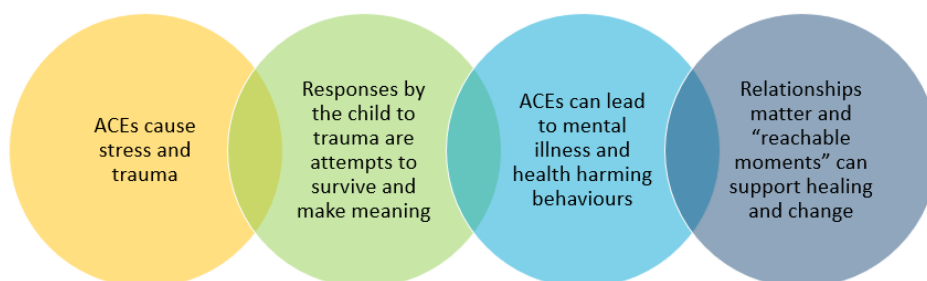 ACEs cause
stress and
trauma
Responses by
the child to
trauma are
attempts to
survive and
make meaning
ACEs can lead
to mental
illness and
health harming
behaviours
Relationships
matter and
“reachable
moments” can
support healing
and change